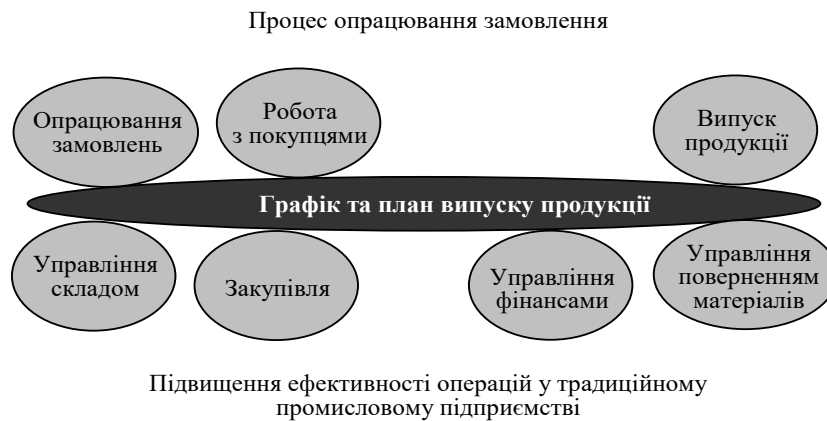 Процес опрацювання замовлення
Опрацювання
замовлень
Робота
з покупцями
Випуск
продукції
Графік та план випуску продукції
Управління
складом
Закупівля
Управління
фінансами
Управління
поверненням
матеріалів
Підвищення ефективності операцій у традиційному
промисловому підприємстві